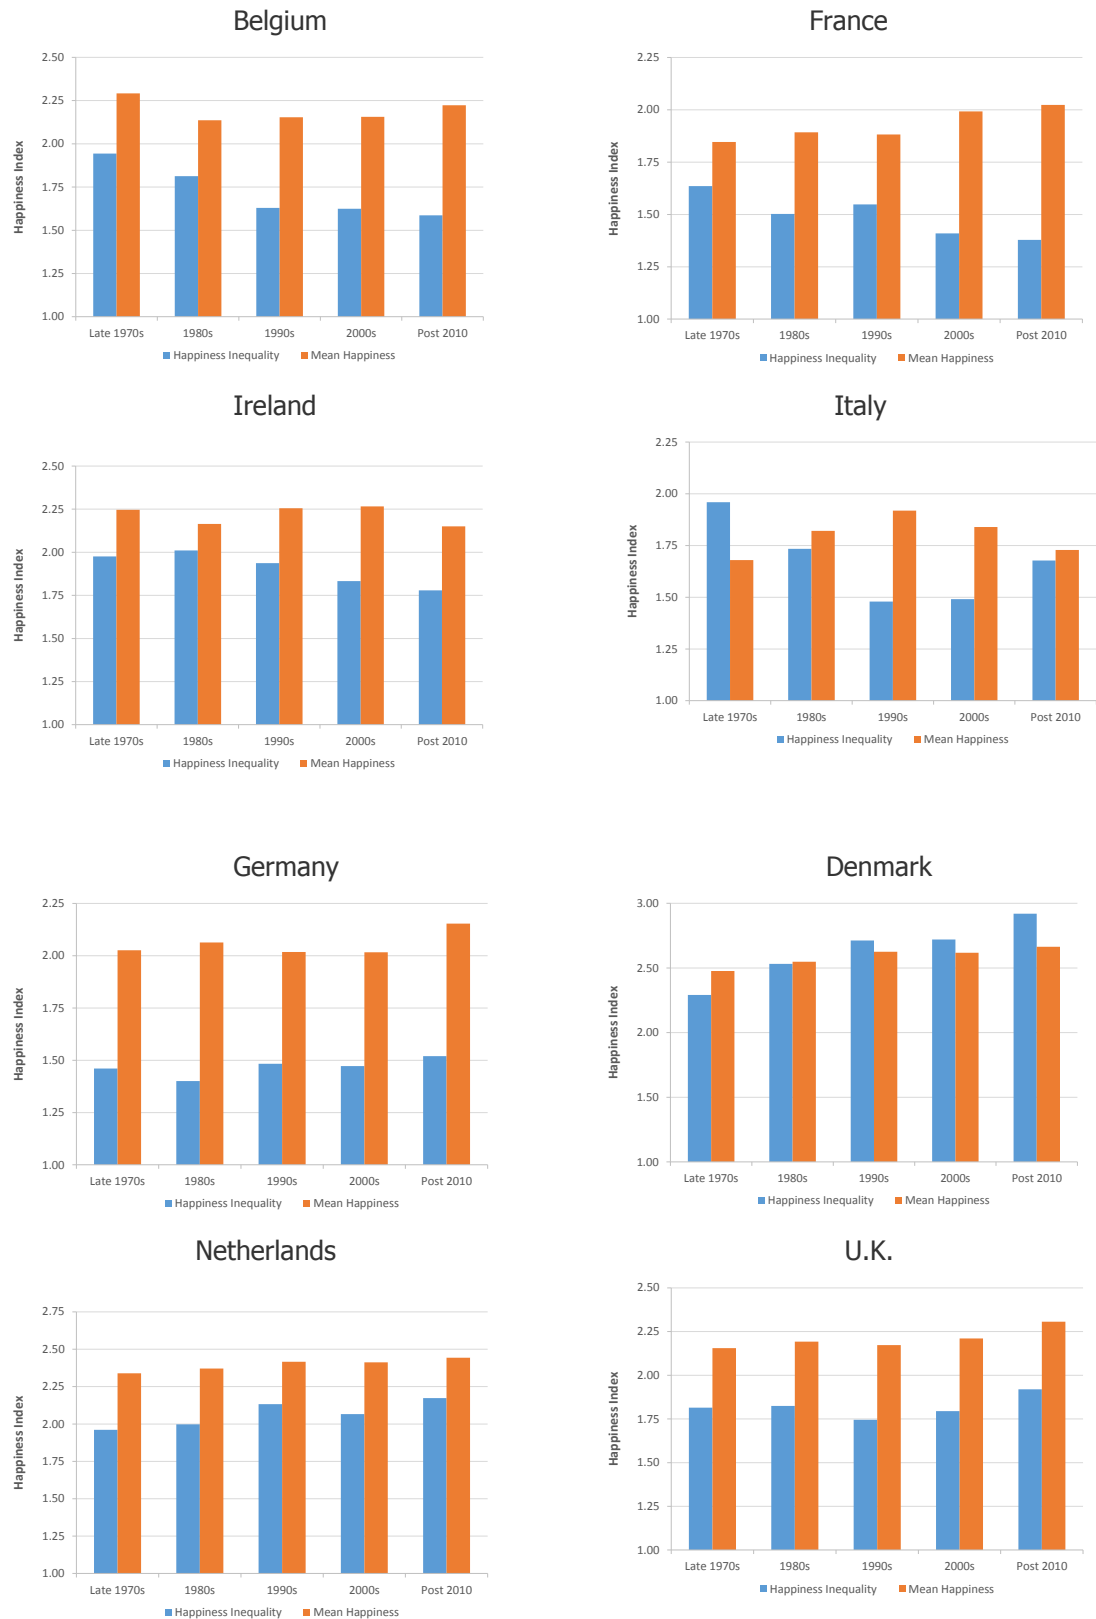 Belgium
2.50
2.25
2.00
1.75
1.50
1.25
1.00
Happiness Index
Late 1970s 1980s 1990s 2000s Post 2010
Happiness Inequality Mean Happiness
France
2.25
2.00
1.75
1.50
1.25
1.00
Happiness Index
Late 1970s 1980s 1990s 2000s Post 2010
Happiness Inequality Mean Happiness
Ireland
2.50
2.25
2.00
1.75
1.50
1.25
1.00
Happiness Index
Late 1970s 1980s 1990s 2000s Post 2010
Happiness Inequality Mean Happiness
Italy
2.25
2.00
1.75
1.50
1.25
1.00
Happiness Index
Late 1970s 1980s 1990s 2000s Post 2010
Happiness Inequality Mean Happiness
Germany
2.25
2.00
1.75
1.50
1.25
1.00
Happiness Index
Late 1970s 1980s 1990s 2000s Post 2010
Happiness Inequality Mean Happiness
Denmark
3.00
2.50
2.00
1.50
1.00
Happiness Index
Late 1970s 1980s 1990s 2000s Post 2010
Happiness Inequality Mean Happiness
Netherlands
2.75
2.50
2.25
2.00
1.75
1.50
1.25
1.00
Happiness Index
Late 1970s 1980s 1990s 2000s Post 2010
Happiness Inequality Mean Happiness
U.K.
2.50
2.25
2.00
1.75
1.50
1.25
1.00
Happiness Index
Late 1970s 1980s 1990s 2000s Post 2010
Happiness Inequality Mean Happiness